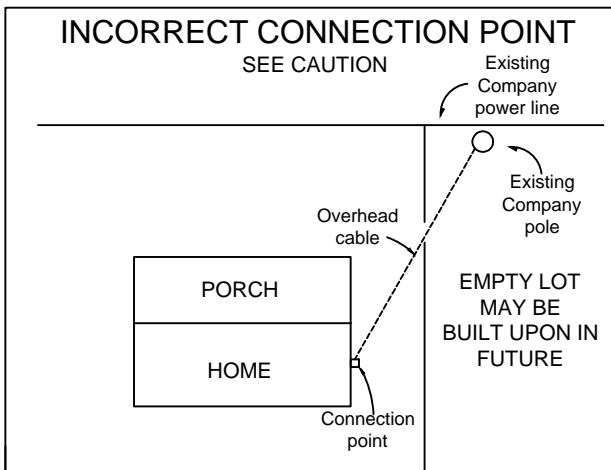 INCORRECT CONNECTION POINT
SEE CAUTION
Existing
Company
power line
Existing
Company
pole
Overhead
cable
PORCH
EMPTY LOT
MAY BE
BUILT UPON IN
FUTURE
HOME
Connection
point